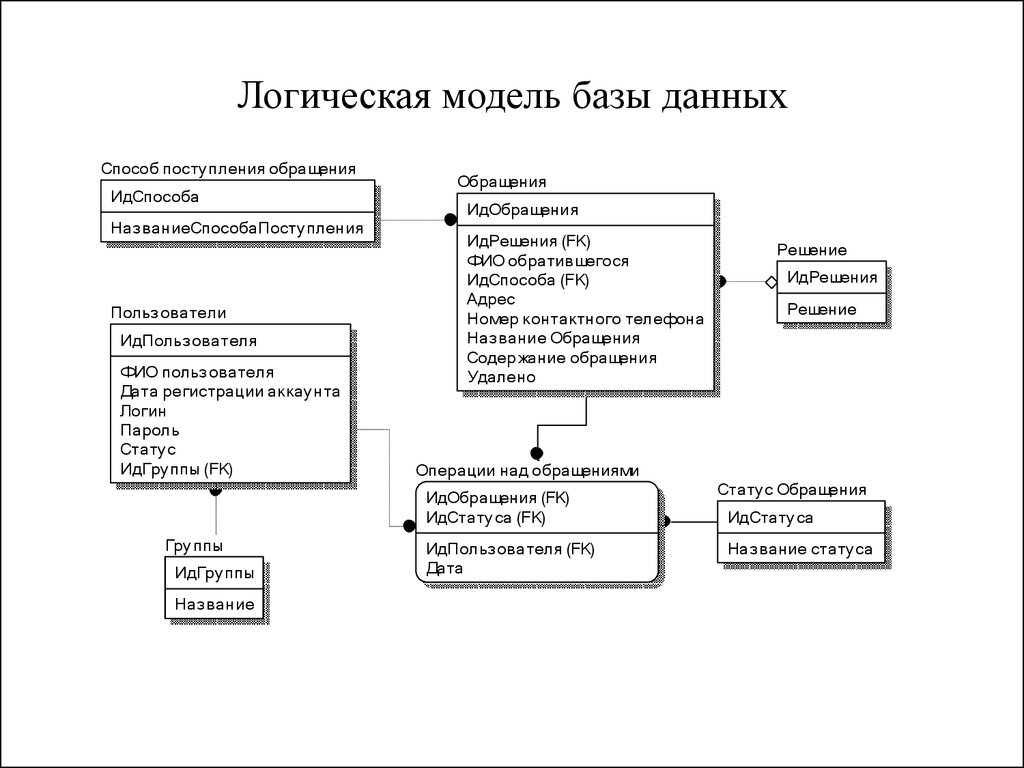 Логическая модель базы данных
Способ поступления обращения
ИдСпособа
НазваниеСпособаПоступления
Обращения
ИдОбращения
ИдРешения (FK)
ФИО обратившегося
ИдСпособа (FK)
Адрес
Номер контактного телефона
Название Обращения
Содержание обращения
Удалено
Решение
ИдРешения
Решение
Пользователи
ИдПользователя
ФИО пользователя
Дата регистрации аккаунта
Логин
Пароль
Статус
ИдГруппы (FK)
Операции над обращениями
ИдОбращения (FK)
ИдСтатуса (FK)
ИдПользователя (FK)
Дата
Статус Обращения
ИдСтатуса
Название статуса
Группы
ИдГруппы
Название